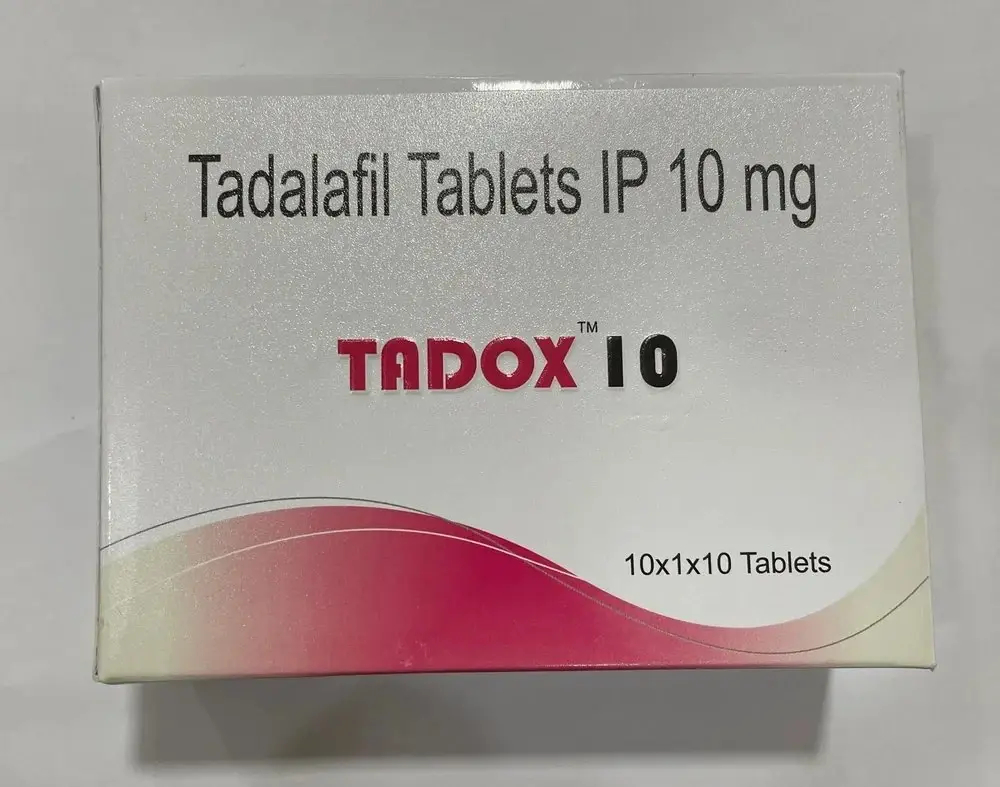 Tadalafil Tablets IP 10 mg
TADOX™ 10
10x1x10 Tablets